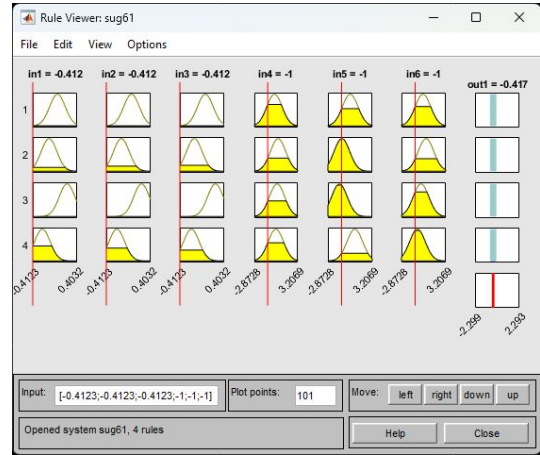 Rule Viewer: sug61
File Edit View Options
in1 = -0.412 in2 = -0.412 in3 = -0.412 in4 = -1 in5 = -1 in6 = -1 out1 = -0.417
1
2
3
4
-0.4123 0.4032 -0.4123 0.4032 -0.4123 0.4032 -2.8728 3.2069 -2.8728 3.2069 -2.8728 3.2069
-2.299 2.293
Input: [-0.4123;-0.4123;-0.4123;-1;-1;-1] Plot points: 101 Move: left right down up
Opened system sug61, 4 rules Help Close